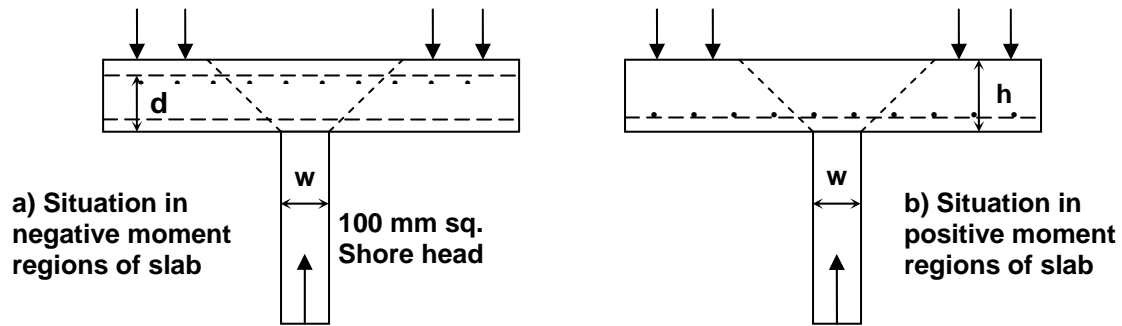 d
w
a) Situation in
negative moment
regions of slab
100 mm sq.
Shore head
h
w
b) Situation in
positive moment
regions of slab